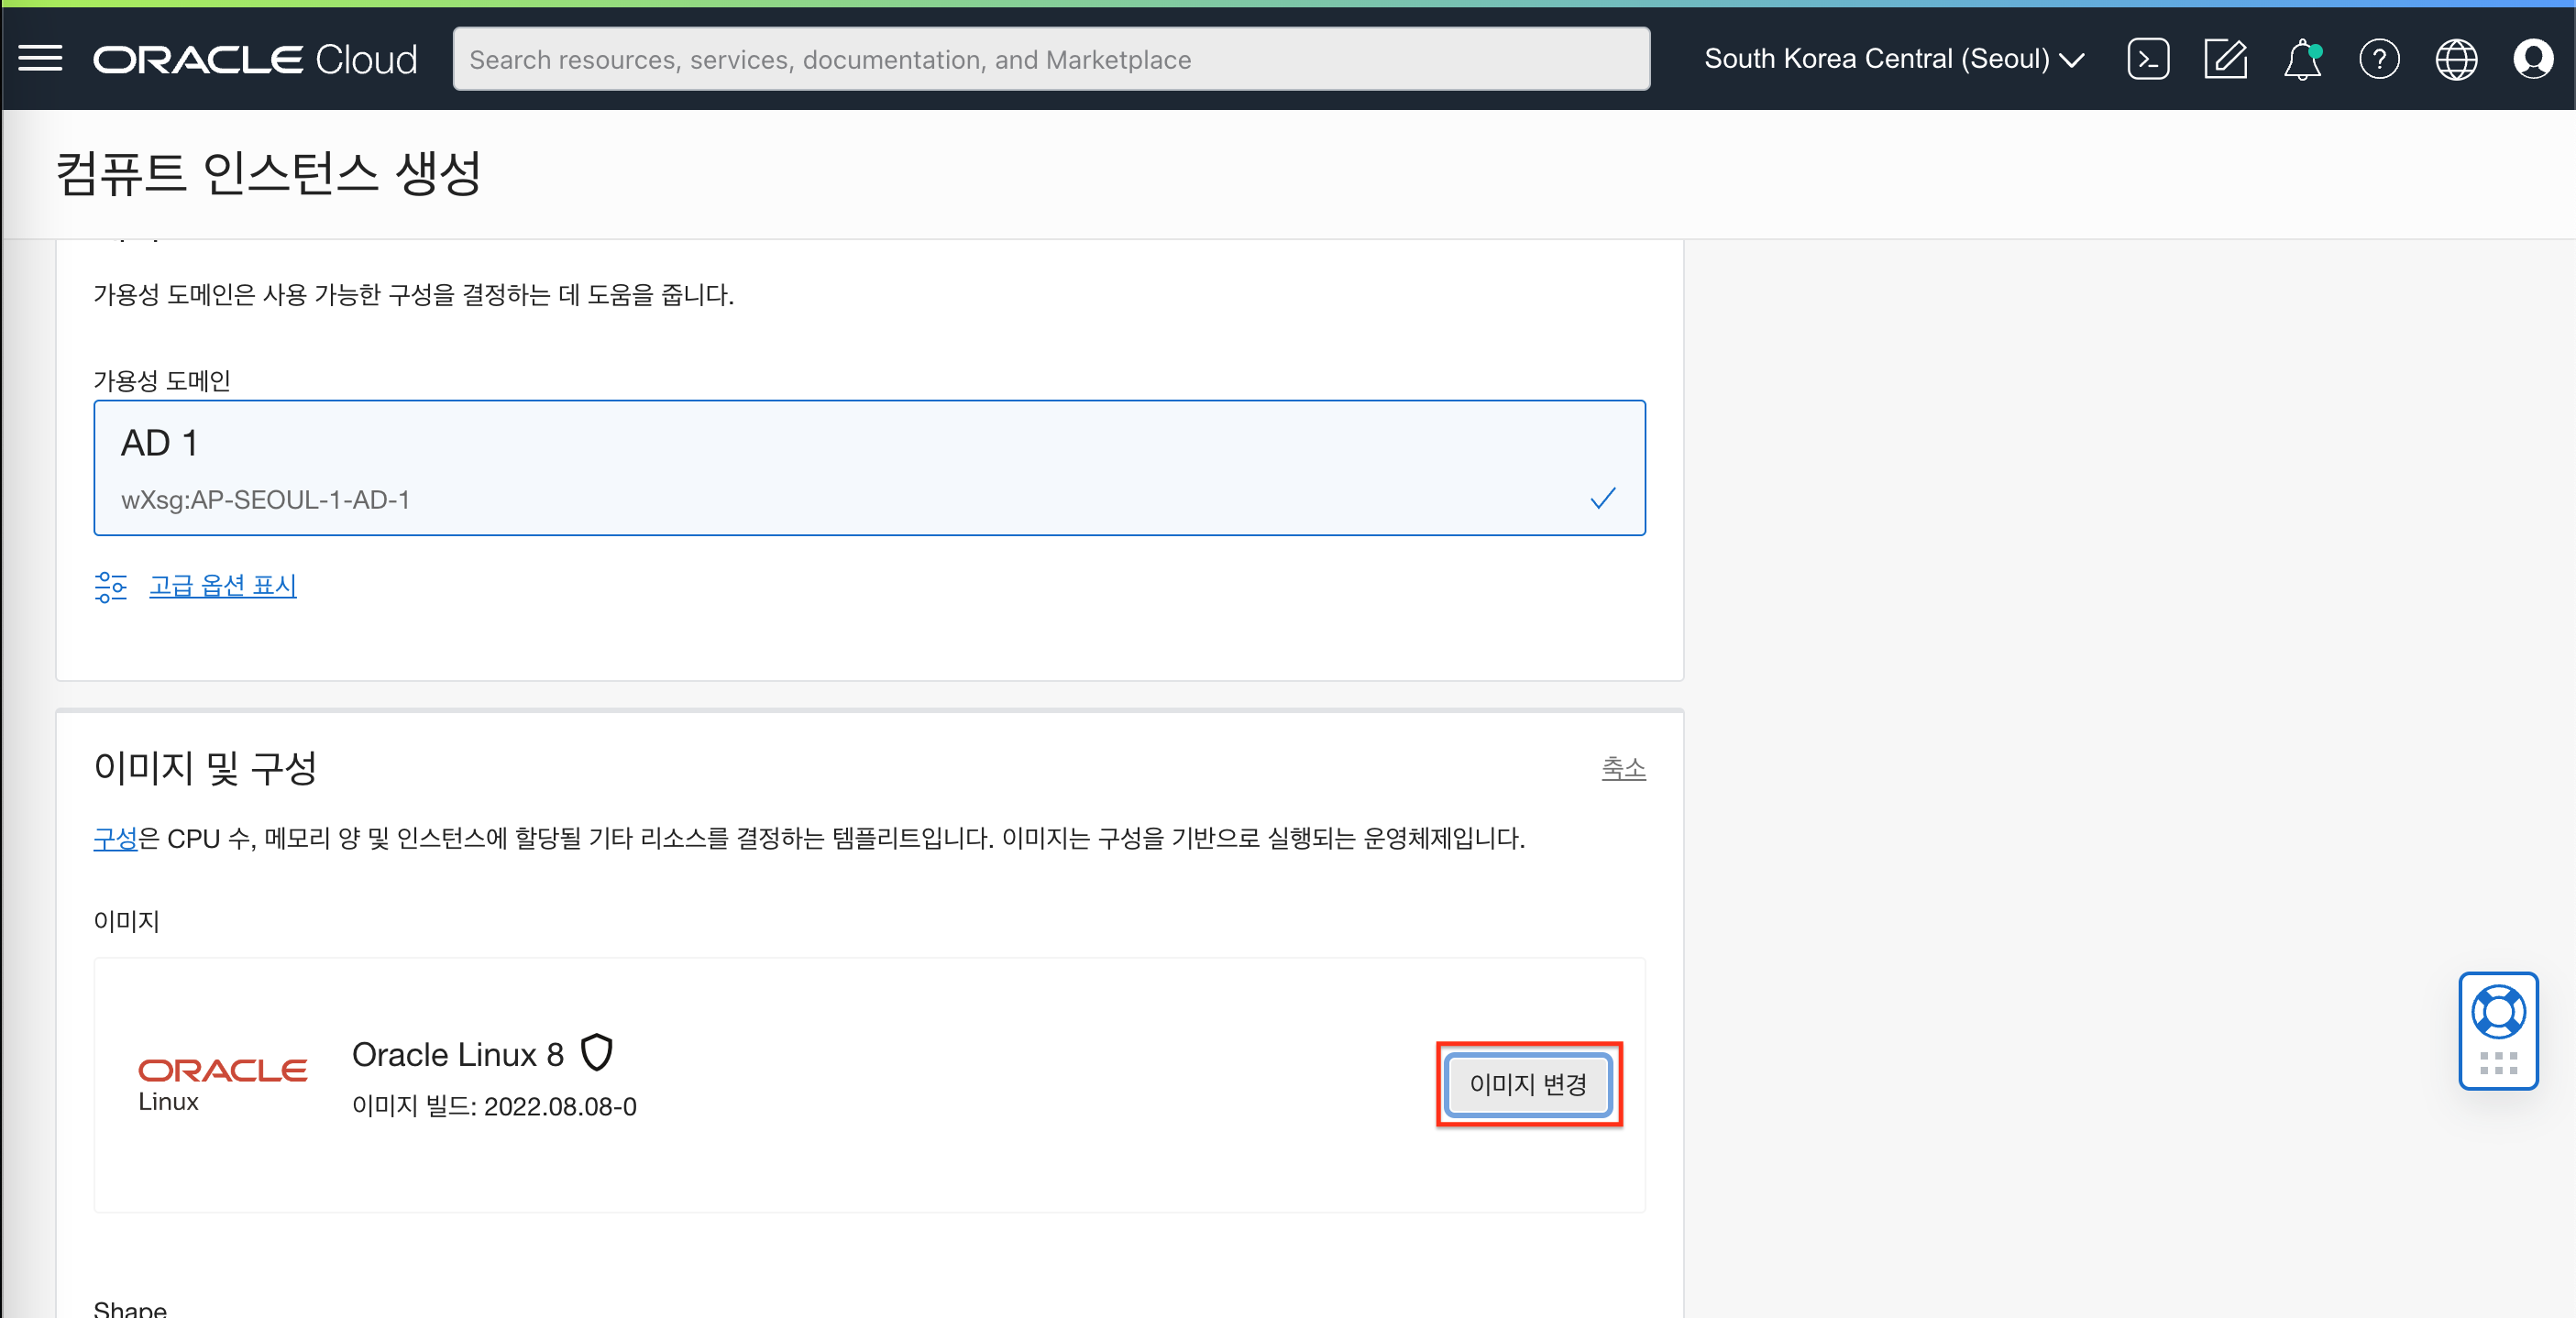 ORACLE Cloud
Search resources, services, documentation, and Marketplace
South Korea Central (Seoul)
컴퓨트 인스턴스 생성
가용성 도메인은 사용 가능한 구성을 결정하는 데 도움을 줍니다.
가용성 도메인
AD 1
wXsg:AP-SEOUL-1-AD-1
고급 옵션 표시
이미지 및 구성
축소
구성은 CPU 수, 메모리 양 및 인스턴스에 할당될 기타 리소스를 결정하는 템플리트입니다. 이미지는 구성을 기반으로 실행되는 운영체제입니다.
이미지
ORACLE
Linux
Oracle Linux 8
이미지 빌드: 2022.08.08-0
이미지 변경
Shape